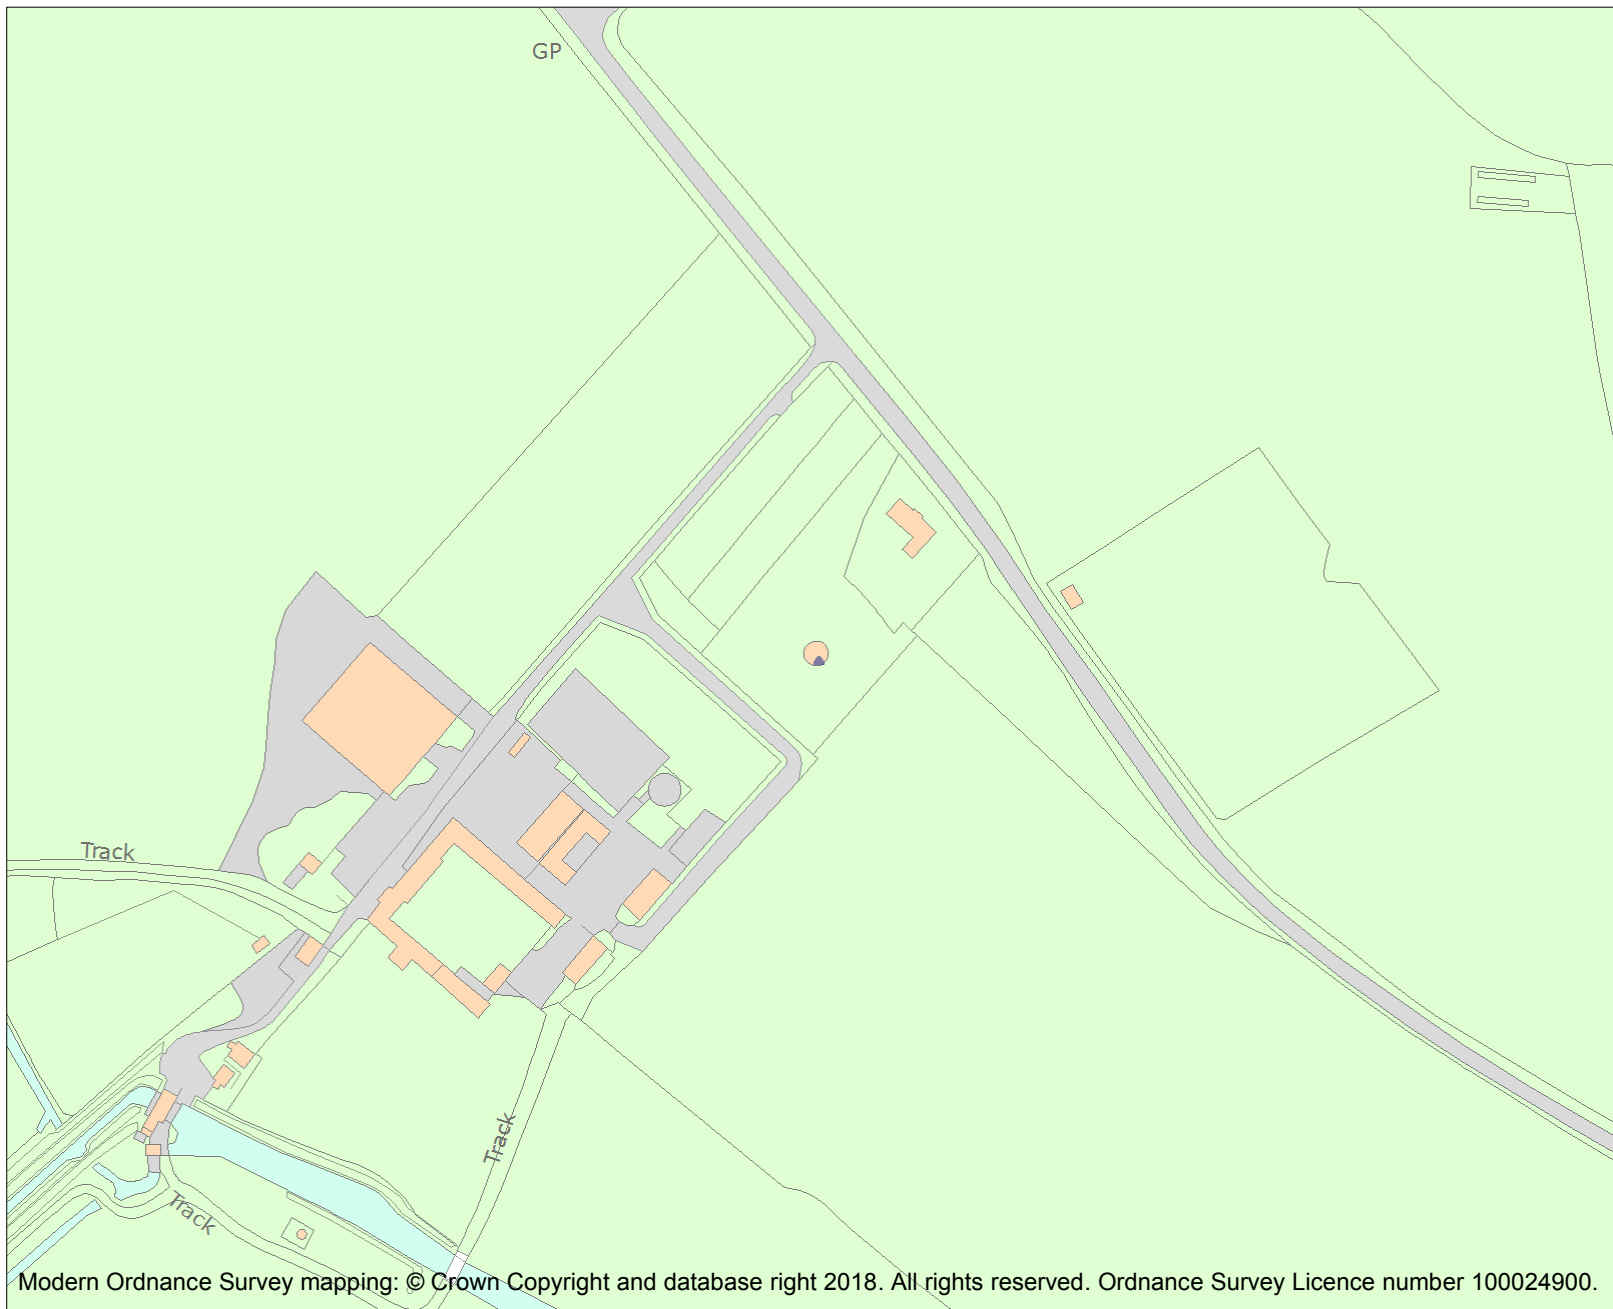 GP
Track
Track
Track
Modern Ordnance Survey mapping: © Crown Copyright and database right 2018. All rights reserved. Ordnance Survey Licence number 100024900.